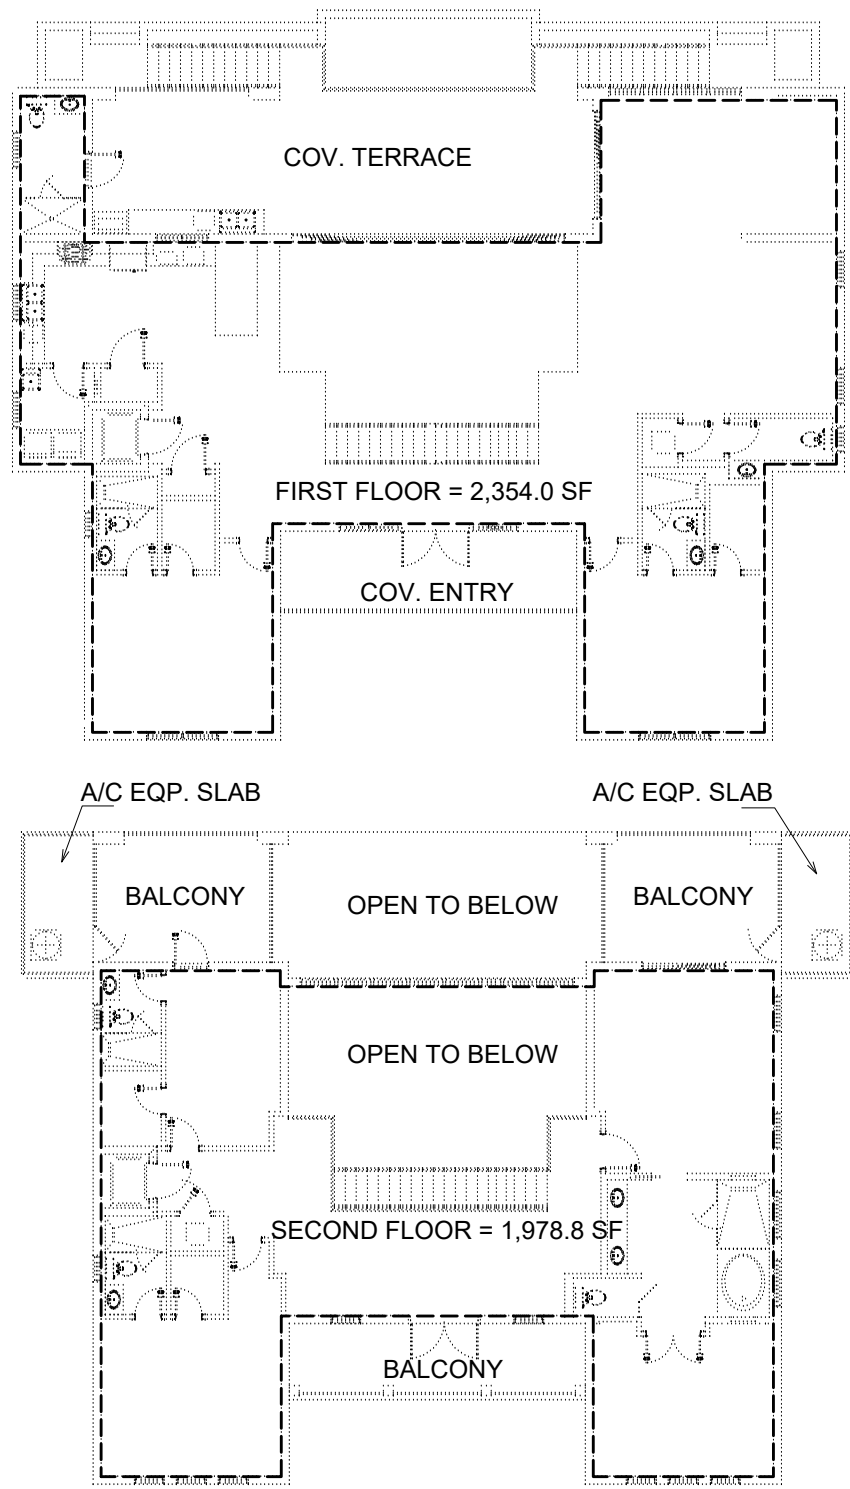 COV. TERRACE
FIRST FLOOR = 2,354.0 SF
COV. ENTRY
A/C EQP. SLAB
A/C EQP. SLAB
BALCONY
OPEN TO BELOW
BALCONY
OPEN TO BELOW
SECOND FLOOR = 1,978.8 SF
BALCONY